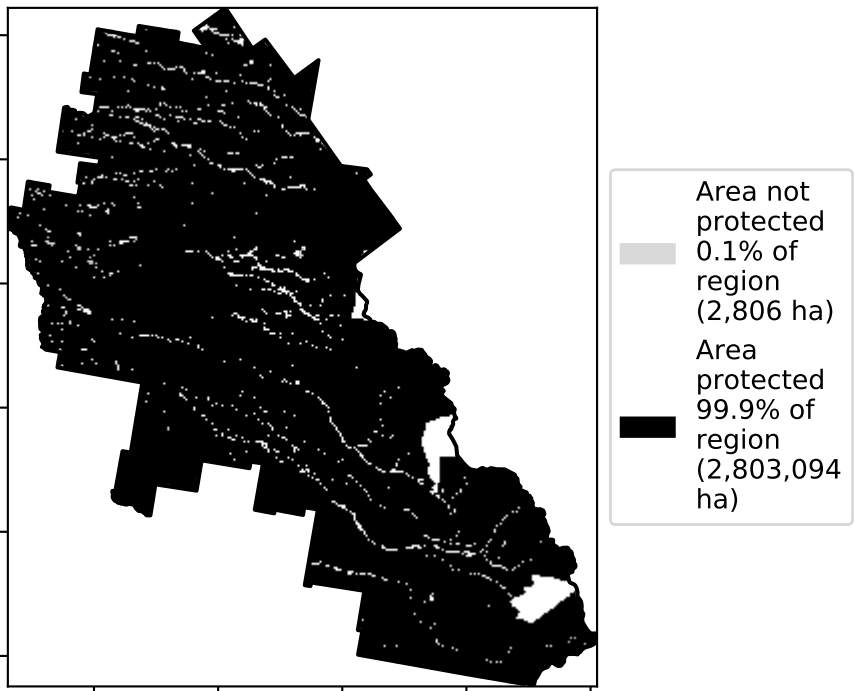 Area not
protected
0.1% of
region
(2,806 ha)
Area
protected
99.9% of
region
(2,803,094
ha)